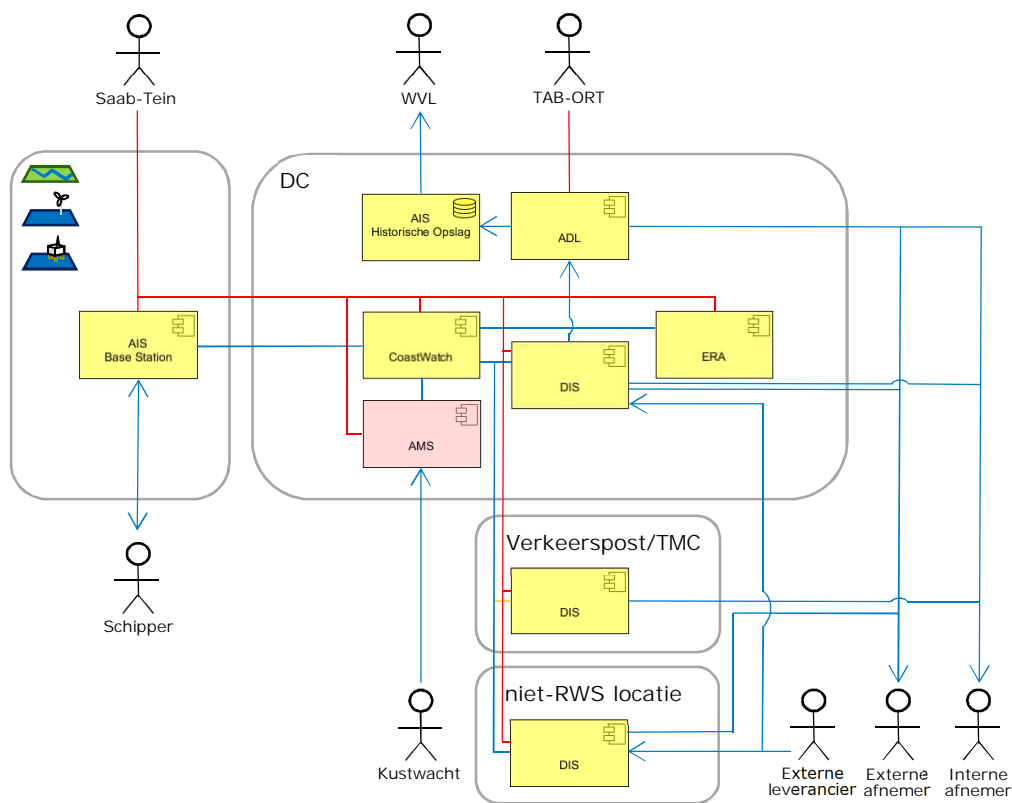 Saab-Tein
WVL
TAB-ORT
DC
AIS
Historische Opslag
ADL
AIS
Base Station
CoastWatch
ERA
DIS
AMS
Verkeerspost/TMC
DIS
Schipper
niet-RWS locatie
DIS
Kustwacht
Externe
leverancier
Externe
afnemer
Interne
afnemer